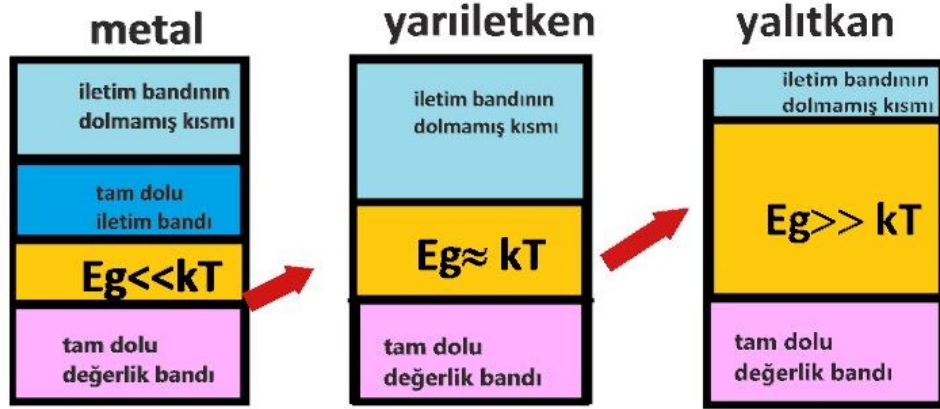 metal
iletim bandının
dolmamış kısmı
tam dolu
iletim bandı
Eg<<kT
tam dolu
değerlik bandı
yarıiletken
iletim bandının
dolmamış kısmı
Eg≈ kT
tam dolu
değerlik bandı
yalıtkan
iletim bandının
dolmamış kısmı
Eg>> kT
tam dolu
değerlik bandı